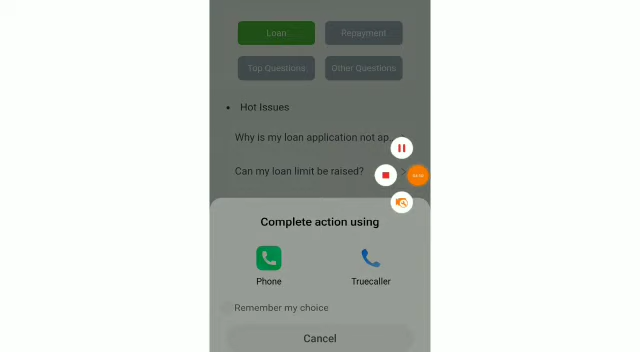 Loan
Repayment
Top Questions
Other Questions
• Hot Issues
Why is my loan application not ap...
Can my loan limit be raised?
Complete action using
Phone
Truecaller
Remember my choice
Cancel